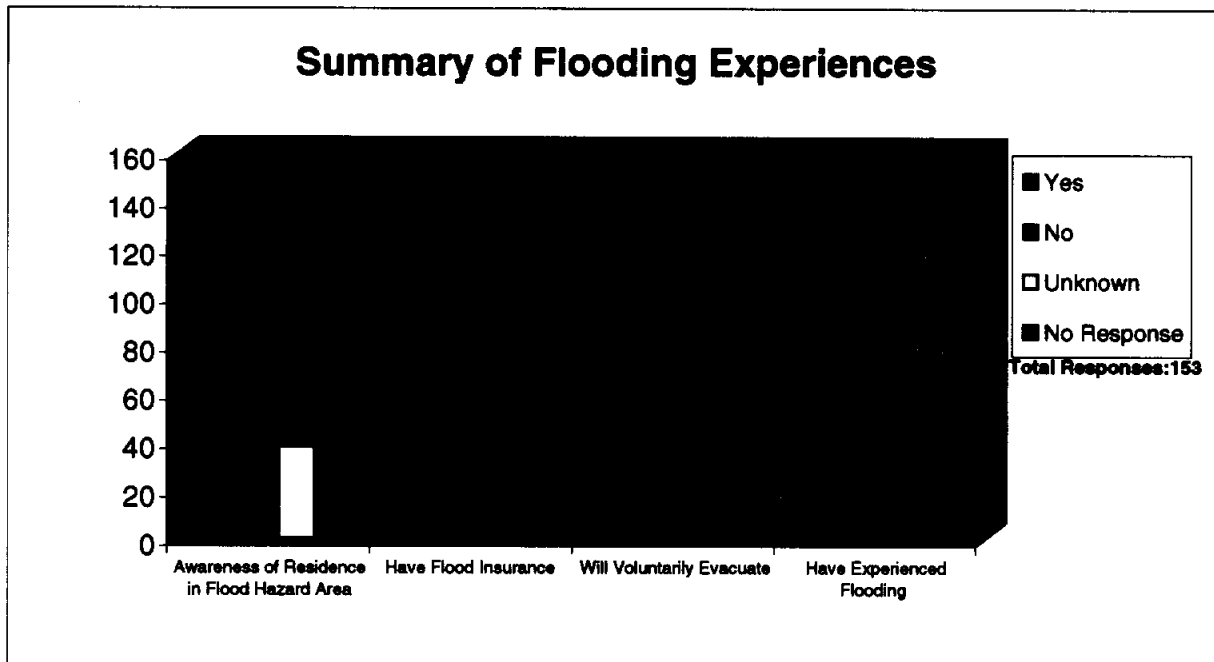 Summary of Flooding Experiences
160
140
120
100
80
60
40
20
0
Yes
No
Unknown
No Response
Total Responses:153
Awareness of Residence
in Flood Hazard Area
Have Flood Insurance
Will Voluntarily Evacuate
Have Experienced
Flooding